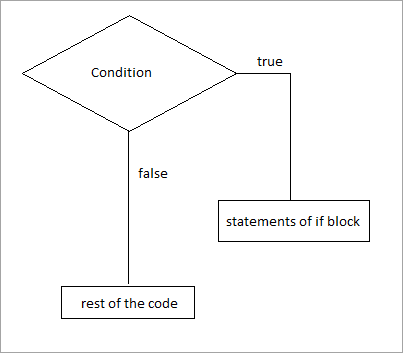 Condition
true
false
statements of if block
rest of the code